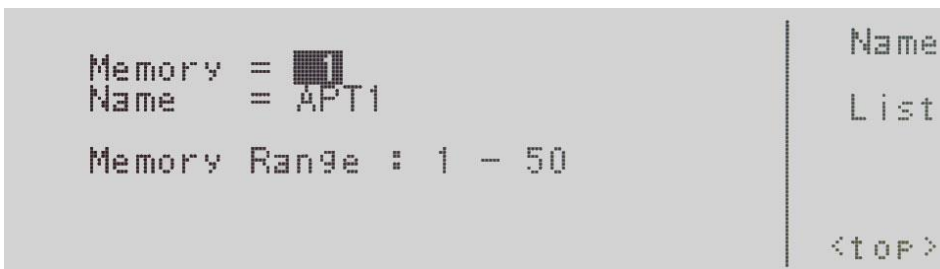 Memory = 1
Name = APT1
Memory Range : 1 - 50
Name
List
<top>